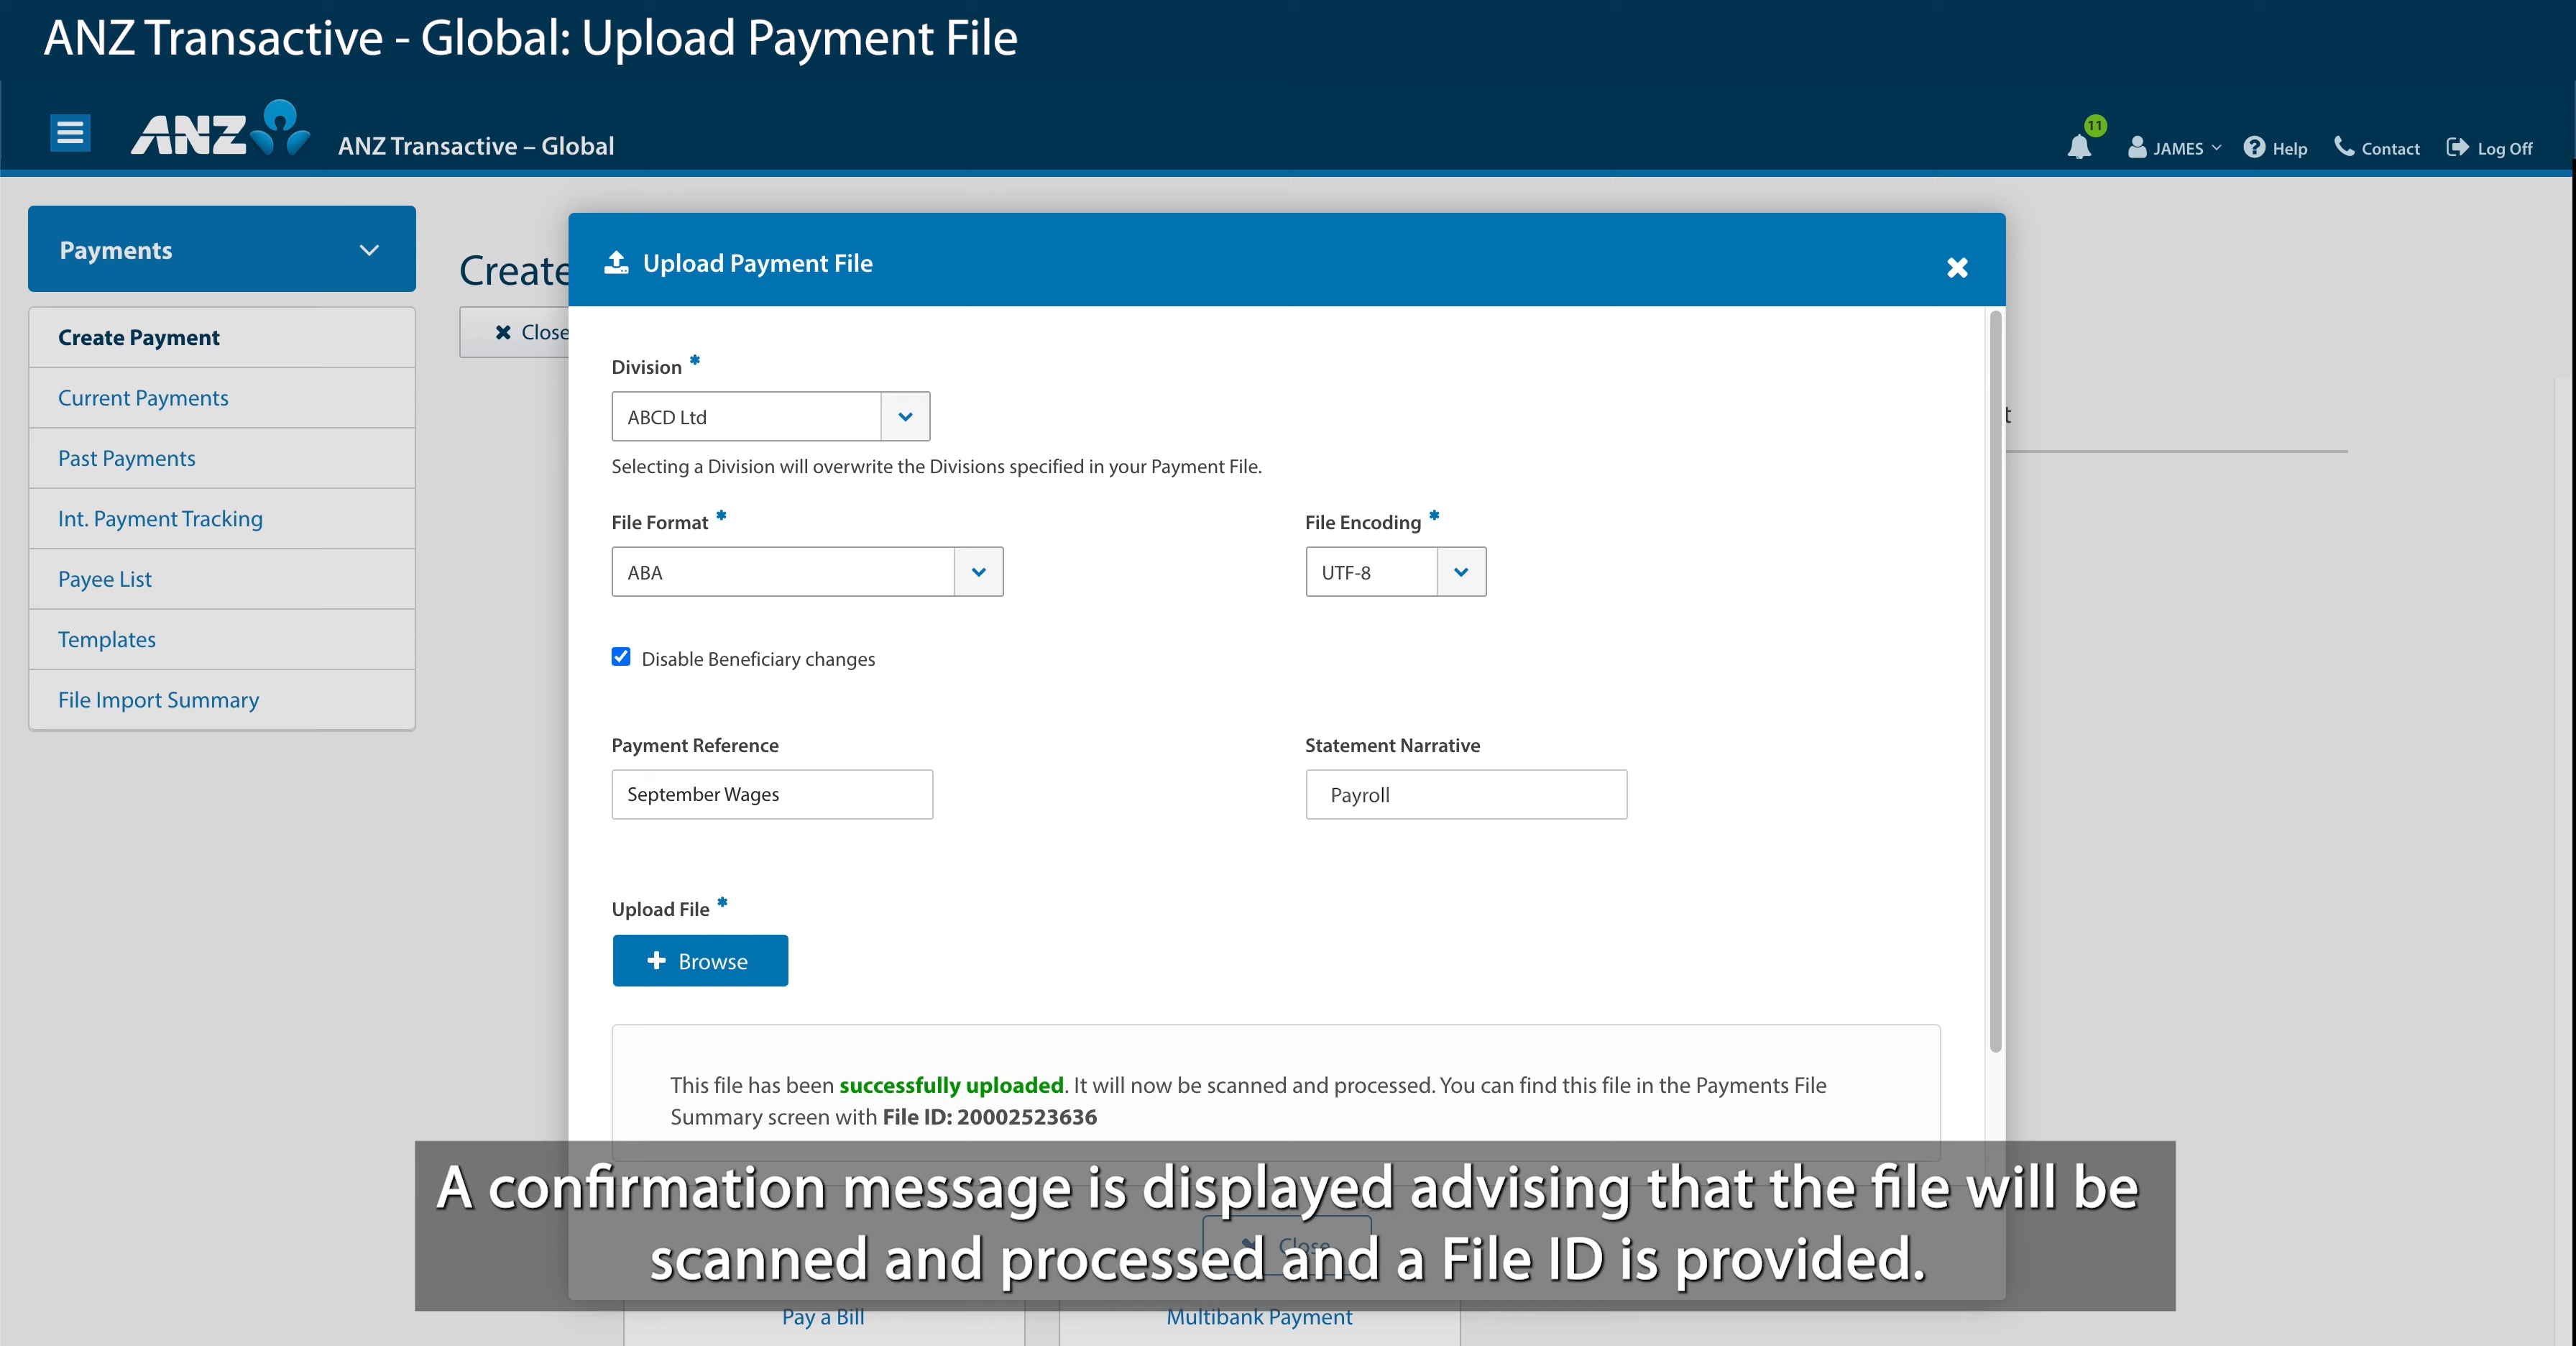 ANZ Transactive - Global: Upload Payment File
ANZ
ANZ Transactive – Global
11
JAMES
Help
Contact
Log Off
Payments
Create Payment
Current Payments
Past Payments
Int. Payment Tracking
Payee List
Templates
File Import Summary
Create
Close
Upload Payment File
Division *
ABCD Ltd
Selecting a Division will overwrite the Divisions specified in your Payment File.
File Format *
File Encoding *
ABA
UTF-8
Disable Beneficiary changes
Payment Reference
Statement Narrative
September Wages
Payroll
Upload File *
Browse
This file has been successfully uploaded. It will now be scanned and processed. You can find this file in the Payments File
Summary screen with File ID: 20002523636
A confirmation message is displayed advising that the file will be
scanned and processed and a File ID is provided.
Close
Pay a Bill
Multibank Payment
t